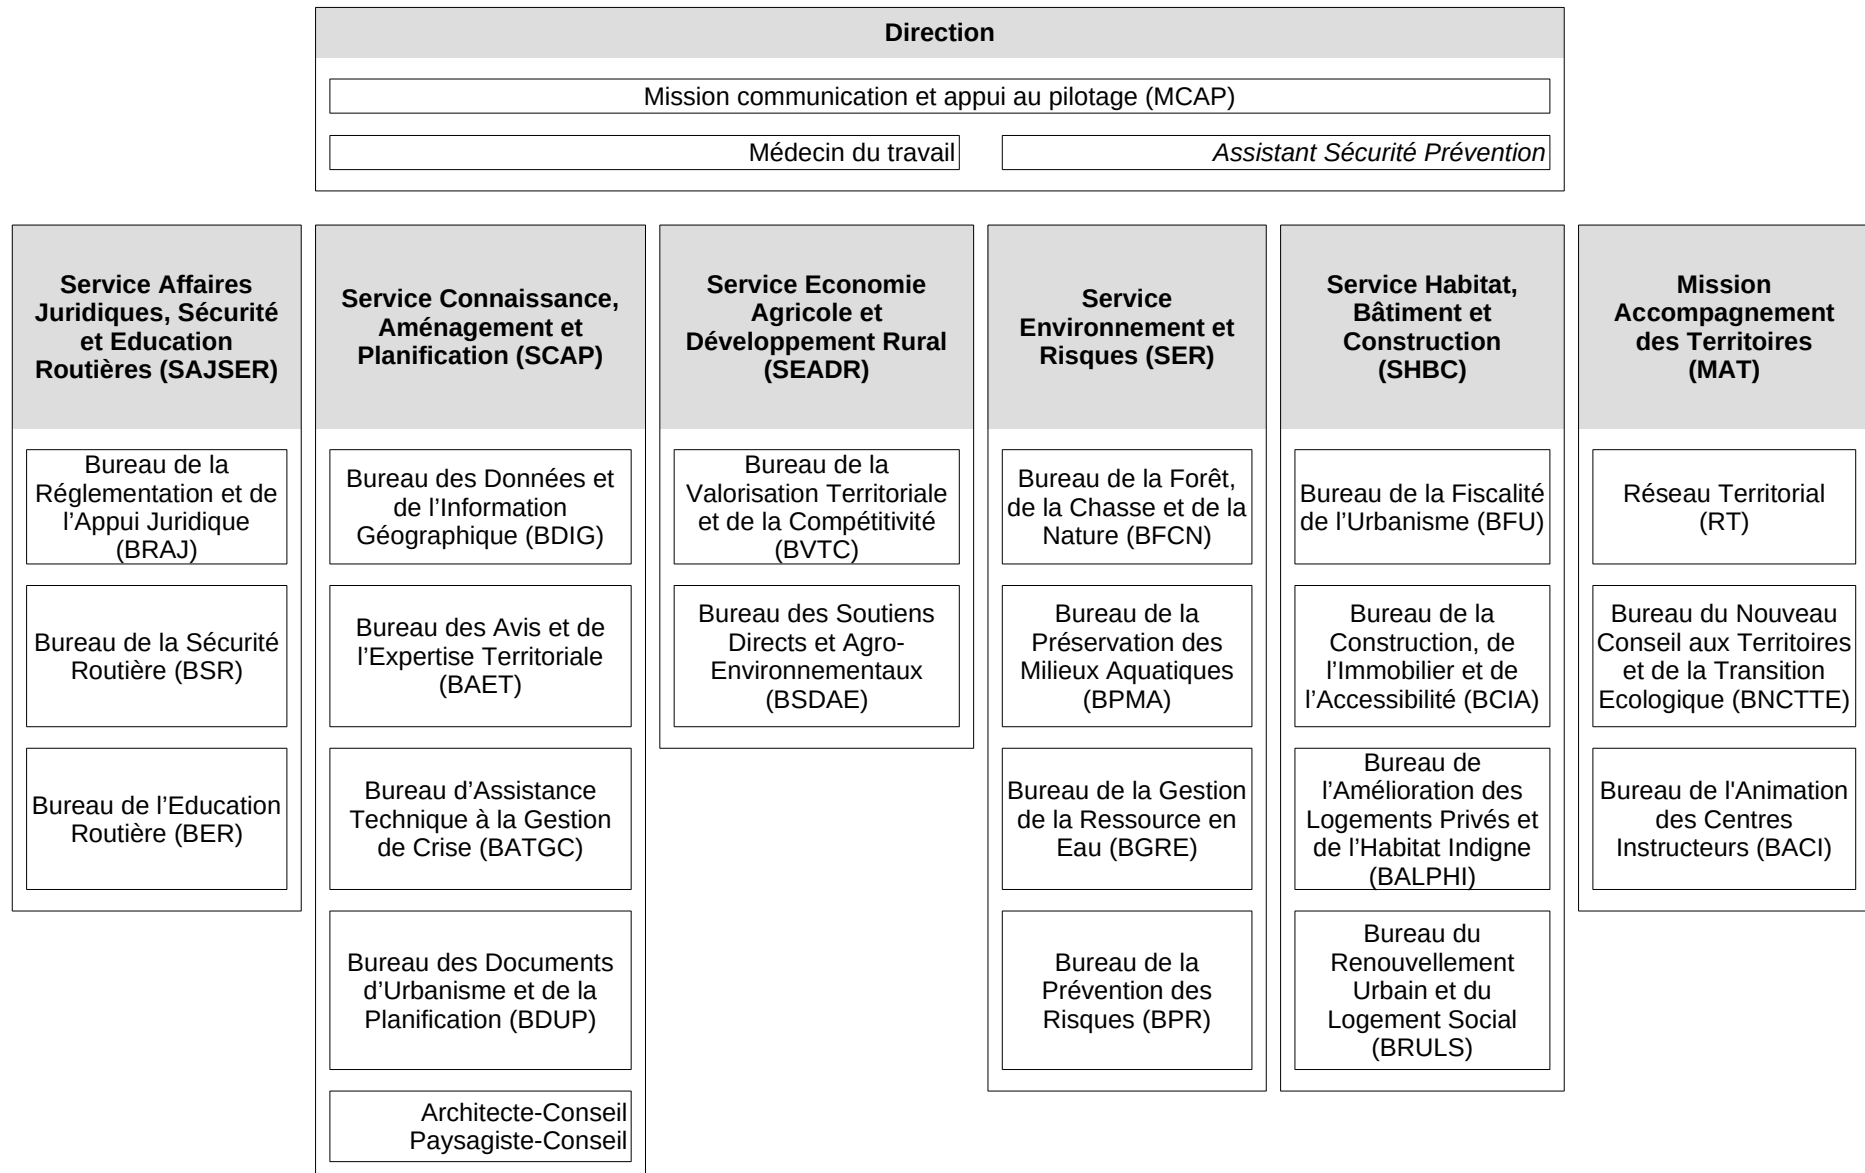 Direction
Mission communication et appui au pilotage (MCAP)
Médecin du travail
Assistant Sécurité Prévention
Service Affaires
Juridiques, Sécurité
et Education
Routières (SAJSER)
Bureau de la
Réglementation et de
l’Appui Juridique
(BRAJ)
Bureau de la Sécurité
Routière (BSR)
Bureau de l’Education
Routière (BER)
Service Connaissance,
Aménagement et
Planification (SCAP)
Bureau des Données et
de l’Information
Géographique (BDIG)
Bureau des Avis et de
l’Expertise Territoriale
(BAET)
Bureau d’Assistance
Technique à la Gestion
de Crise (BATGC)
Bureau des Documents
d’Urbanisme et de la
Planification (BDUP)
Architecte-Conseil
Paysagiste-Conseil
Service Economie
Agricole et
Développement Rural
(SEADR)
Bureau de la
Valorisation Territoriale
et de la Compétitivité
(BVTC)
Bureau des Soutiens
Directs et Agro-
Environnementaux
(BSDAE)
Service
Environnement et
Risques (SER)
Bureau de la Forêt,
de la Chasse et de la
Nature (BFCN)
Bureau de la
Préservation des
Milieux Aquatiques
(BPMA)
Bureau de la Gestion
de la Ressource en
Eau (BGRE)
Bureau de la
Prévention des
Risques (BPR)
Service Habitat,
Bâtiment et
Construction
(SHBC)
Bureau de la Fiscalité
de l’Urbanisme (BFU)
Bureau de la
Construction, de
l’Immobilier et de
l’Accessibilité (BCIA)
Bureau de
l’Amélioration des
Logements Privés et
de l’Habitat Indigne
(BALPHI)
Bureau du
Renouvellement
Urbain et du
Logement Social
(BRULS)
Mission
Accompagnement
des Territoires
(MAT)
Réseau Territorial
(RT)
Bureau du Nouveau
Conseil aux Territoires
et de la Transition
Ecologique (BNCTTE)
Bureau de l'Animation
des Centres
Instructeurs (BACI)